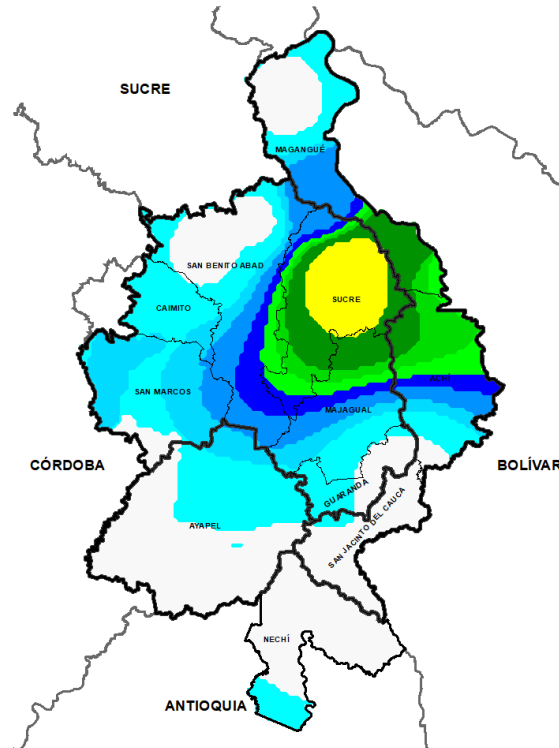 SUCRE
MAGANGUÉ
SAN BENITO ABAD
CAIMITO
SUCRE
SAN MARCOS
ACHÍ
MAJAGUAL
CÓRDOBA
BOLÍVAR
GUARANDA
AYAPEL
SAN JACINTO DEL CAUCA
NECHÍ
ANTIOQUIA